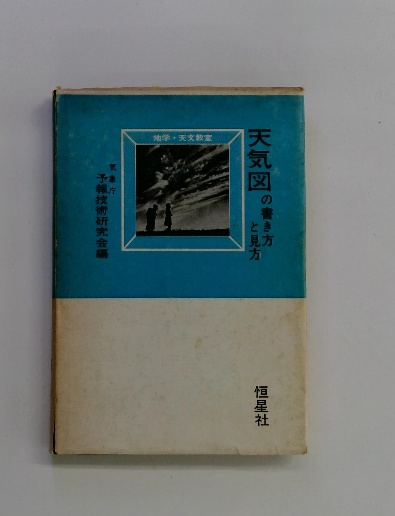 地学・天文教室
天気図の書き方と見方
気象庁
予報技術研究会編
恒星社